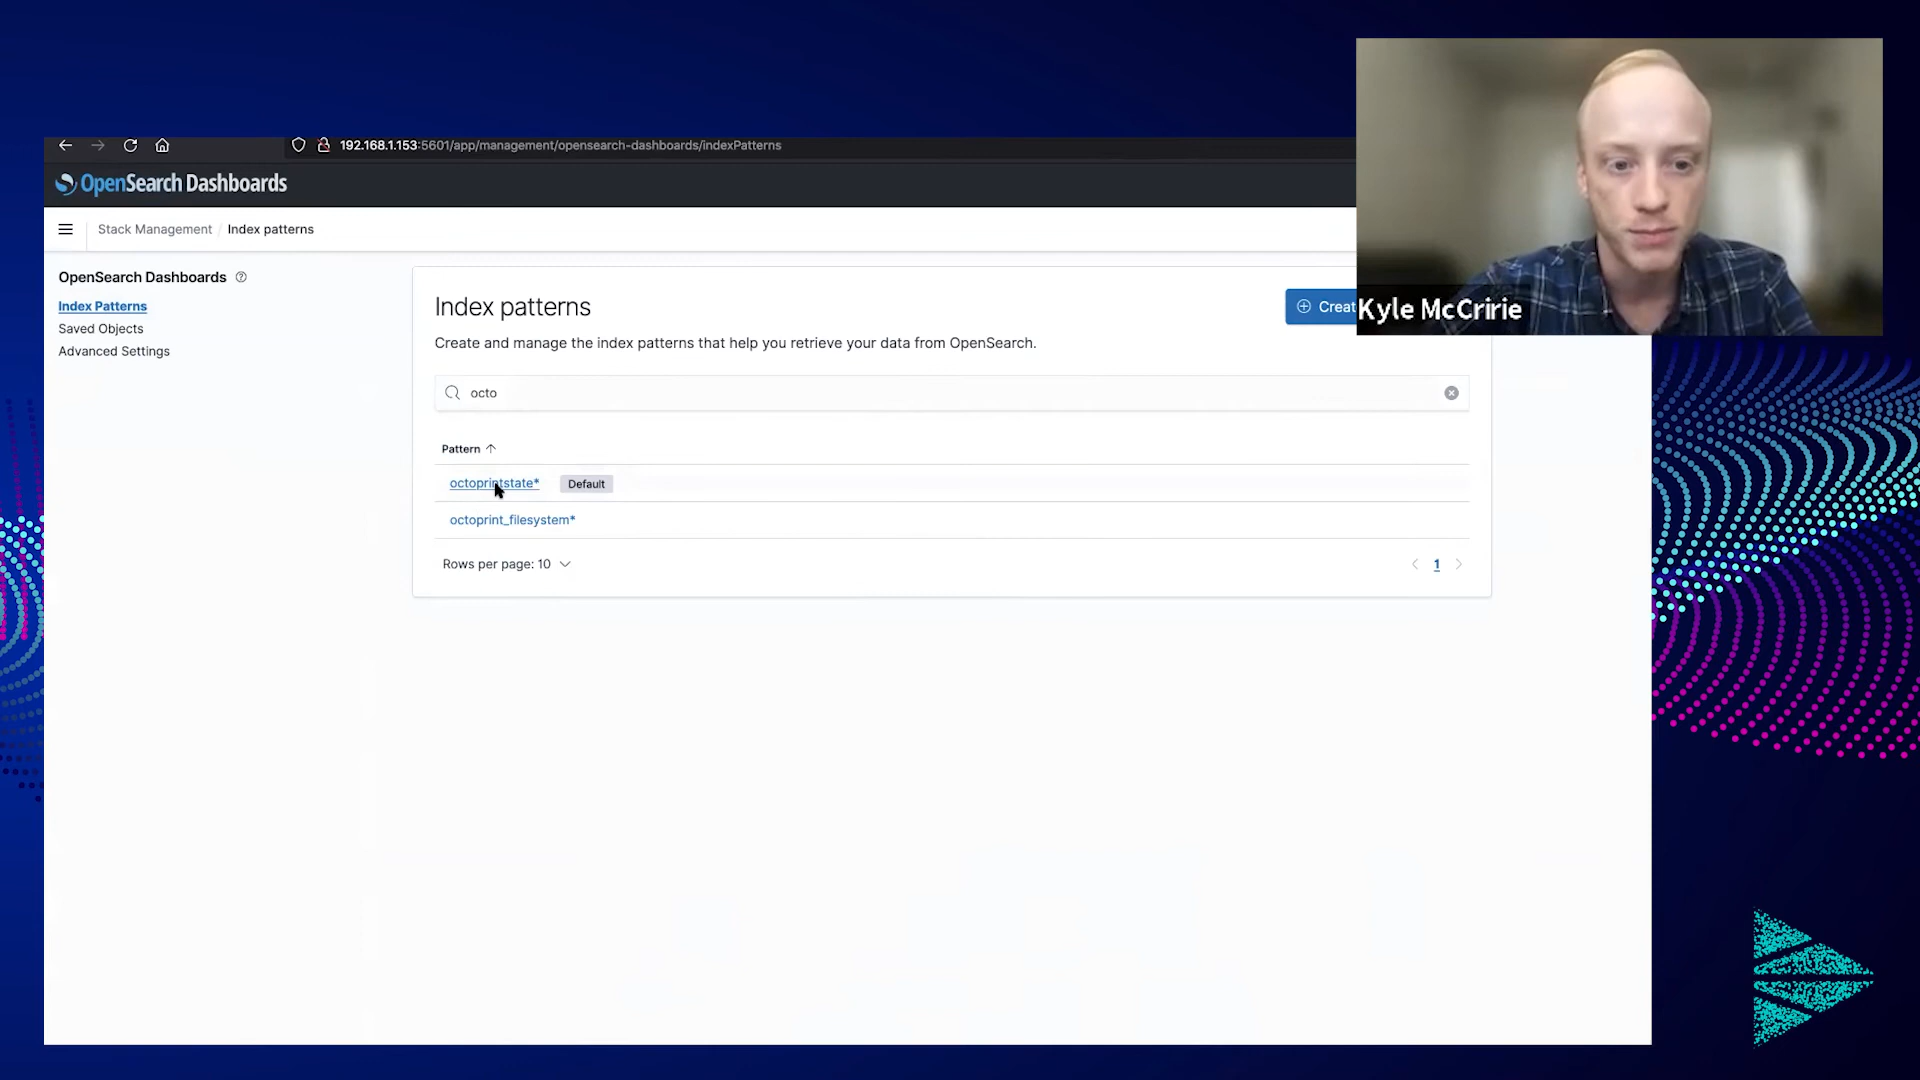 192.168.1.153:5601/app/management/opensearch-dashboards/indexPatterns
OpenSearch Dashboards
Stack Management / Index patterns
OpenSearch Dashboards
Index Patterns
Saved Objects
Advanced Settings
Index patterns
Creat
Create and manage the index patterns that help you retrieve your data from OpenSearch.
octo
Pattern
octoprintstate* Default
octoprint_filesystem*
Rows per page: 10
1
Kyle McCririe